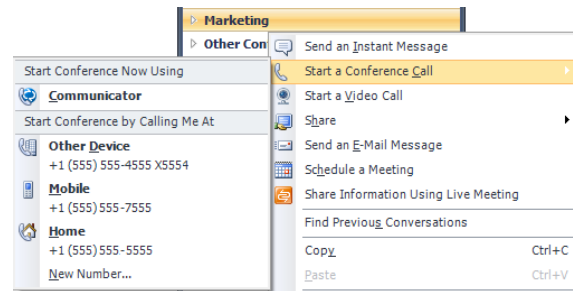 Marketing
Other Con
Send an Instant Message
Start a Conference Call
Start a Video Call
Share
Send an E-Mail Message
Schedule a Meeting
Share Information Using Live Meeting
Find Previous Conversations
Copy Ctrl+C
Paste Ctrl+V
Start Conference Now Using
Communicator
Start Conference by Calling Me At
Other Device
+1 (555) 555-4555 X5554
Mobile
+1 (555) 555-7555
Home
+1 (555) 555-5555
New Number...